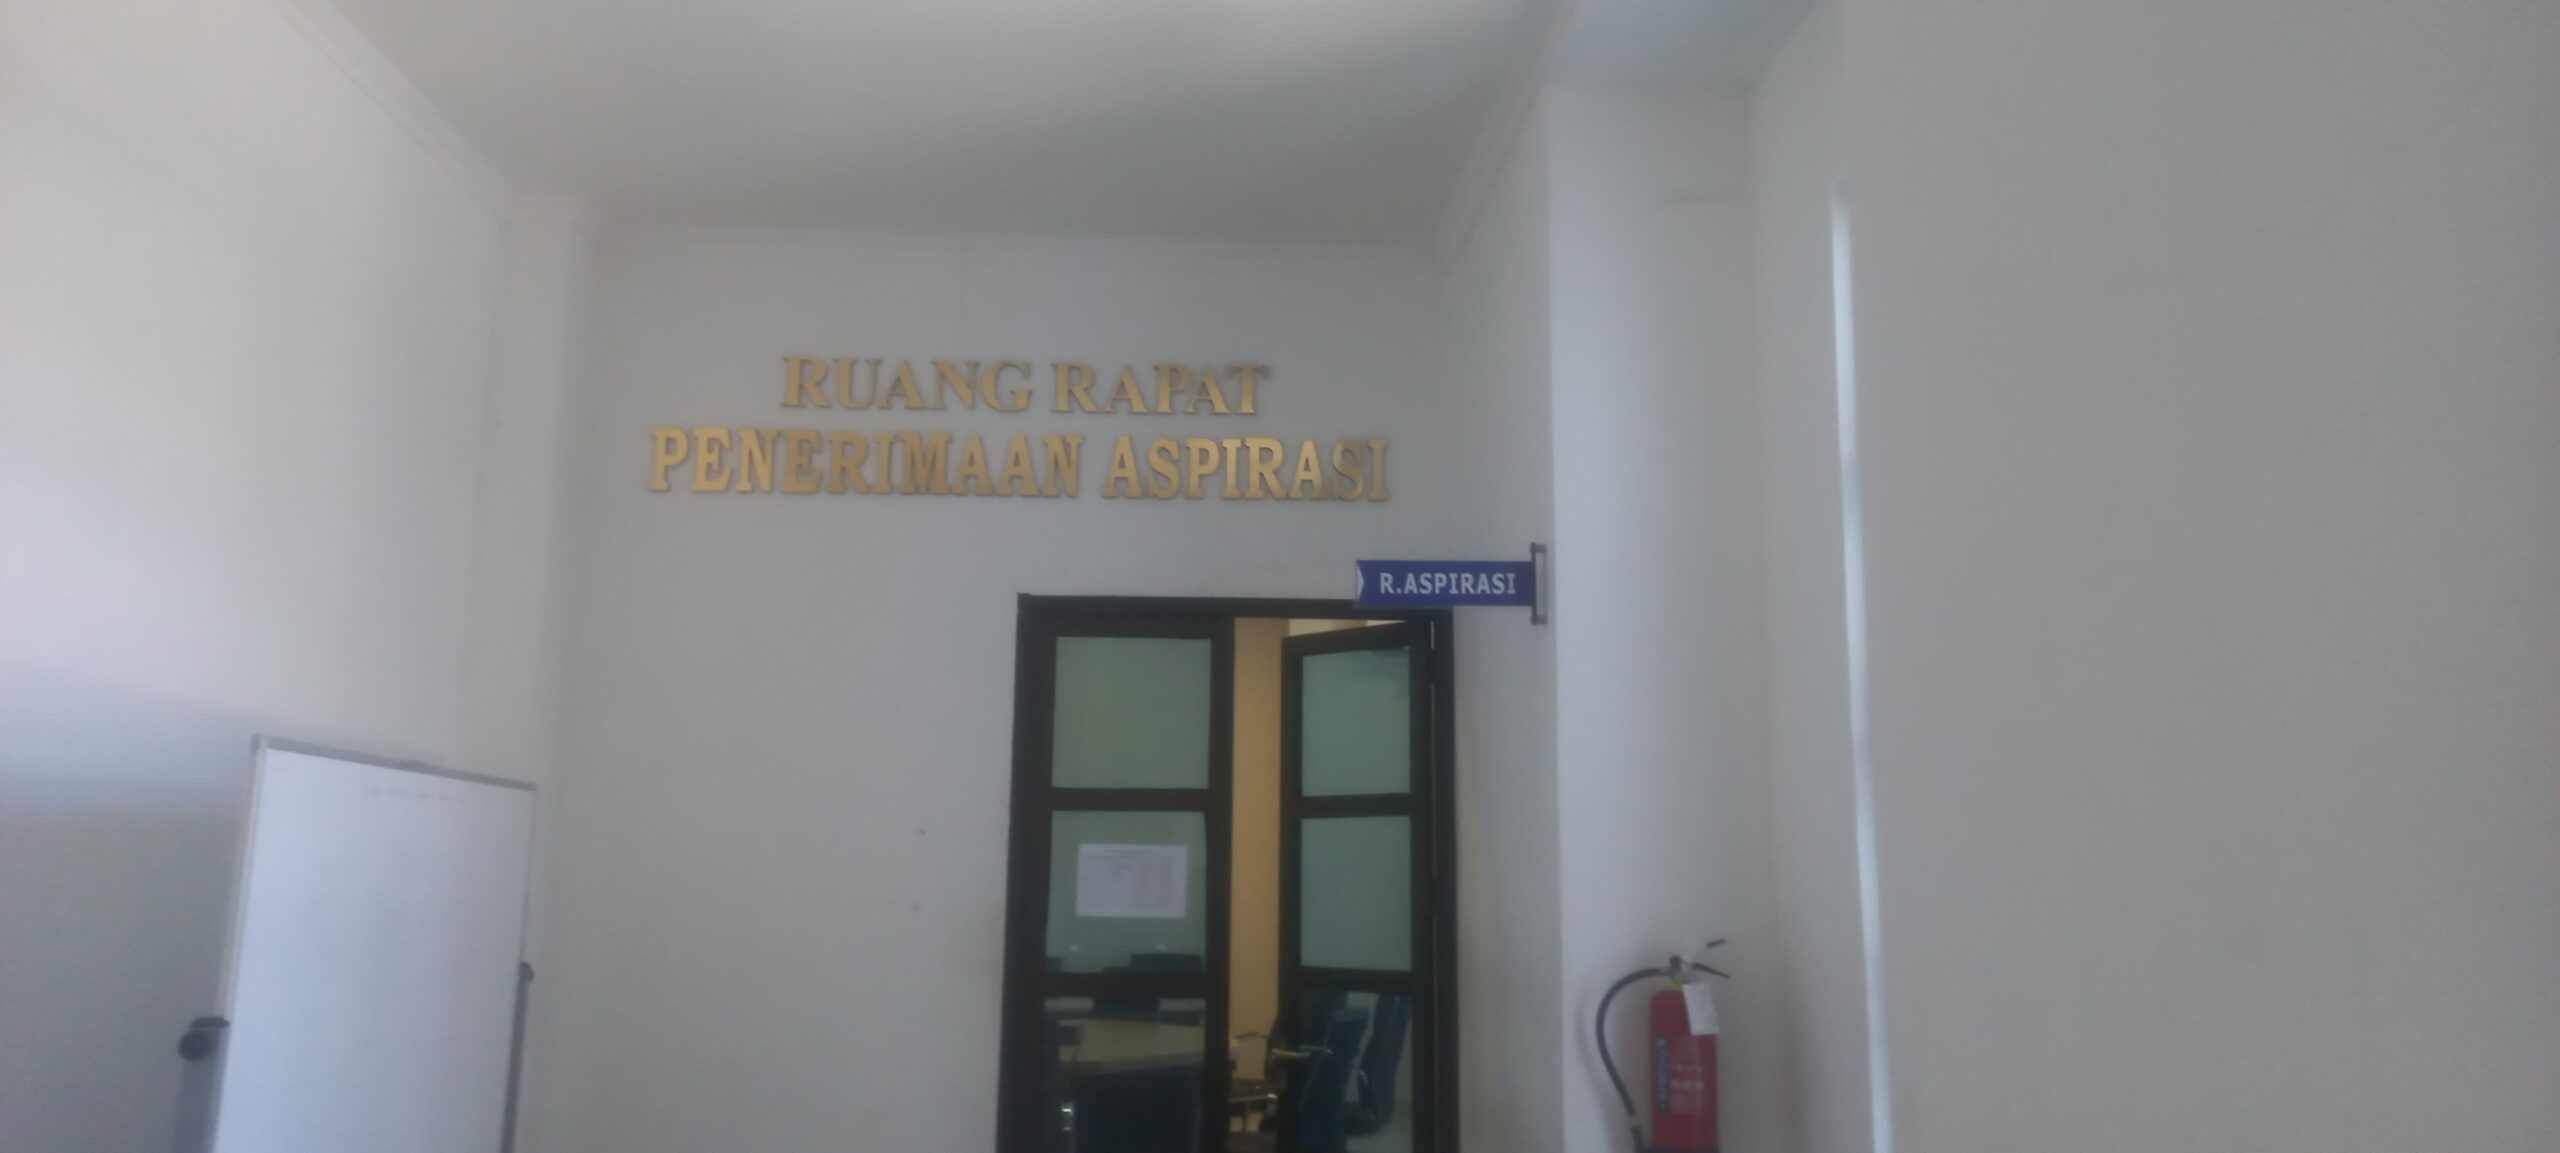 RUANG RAPAT
PENERIMAAN ASPIRASI
R.ASPIRASI